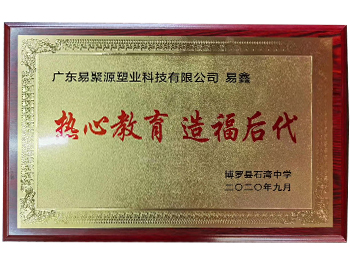 广东易聚源塑业科技有限公司 易鑫
热心教育 造福后代
博罗县石湾中学
二〇二〇年九月